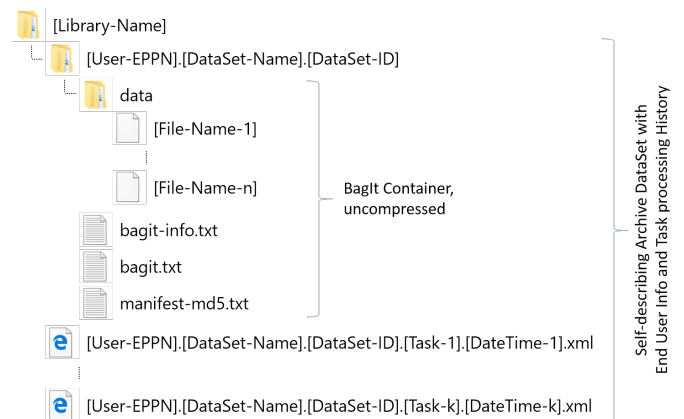 [Library-Name]
[User-EPPN].[DataSet-Name].[DataSet-ID]
data
[File-Name-1]
[File-Name-n]
BagIt Container,
uncompressed
bagit-info.txt
bagit.txt
manifest-md5.txt
[User-EPPN].[DataSet-Name].[DataSet-ID].[Task-1].[DateTime-1].xml
[User-EPPN].[DataSet-Name].[DataSet-ID].[Task-k].[DateTime-k].xml
Self-describing Archive DataSet with
End User Info and Task processing History